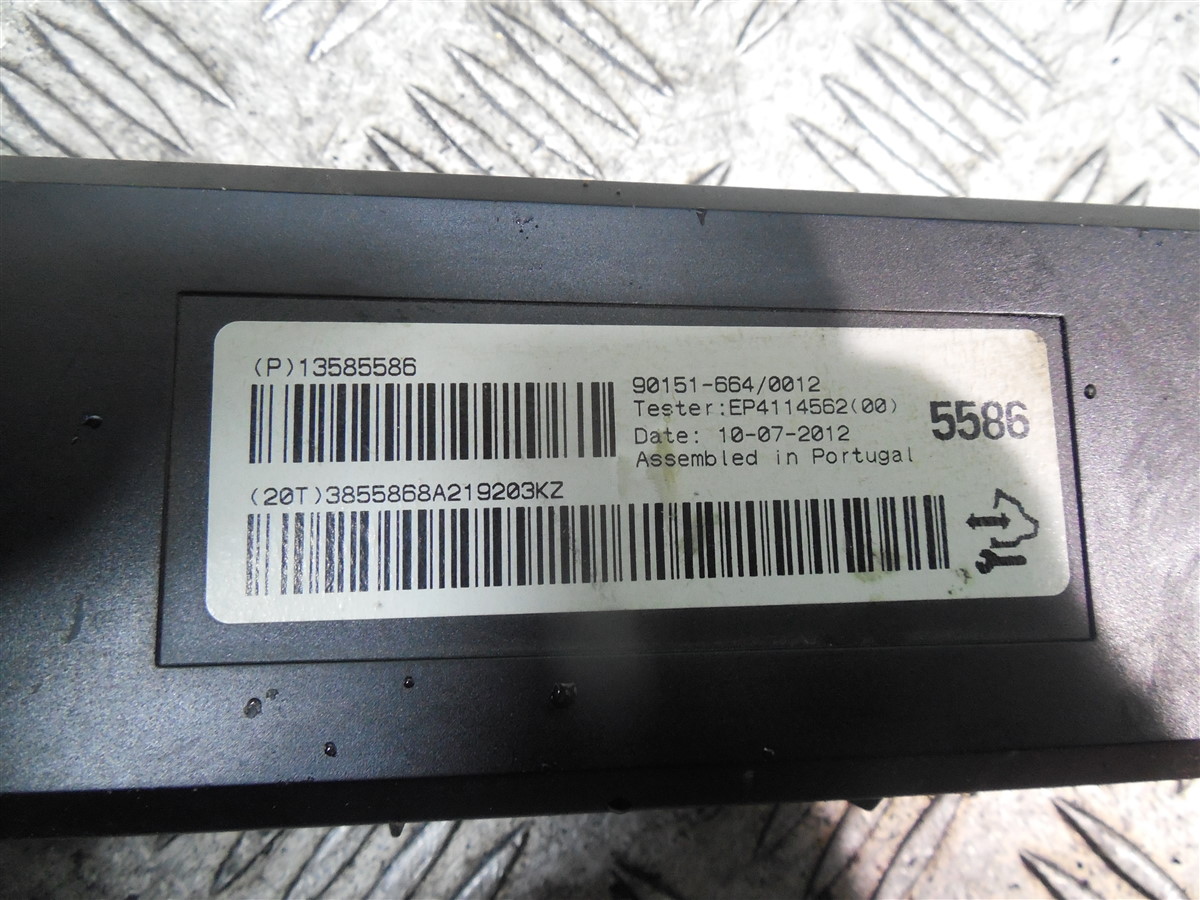 (P)13585586
90151-664/0012
Tester:EP4114562(00)
Date: 10-07-2012
Assembled in Portugal
5586
(20T)3855868A219203KZ